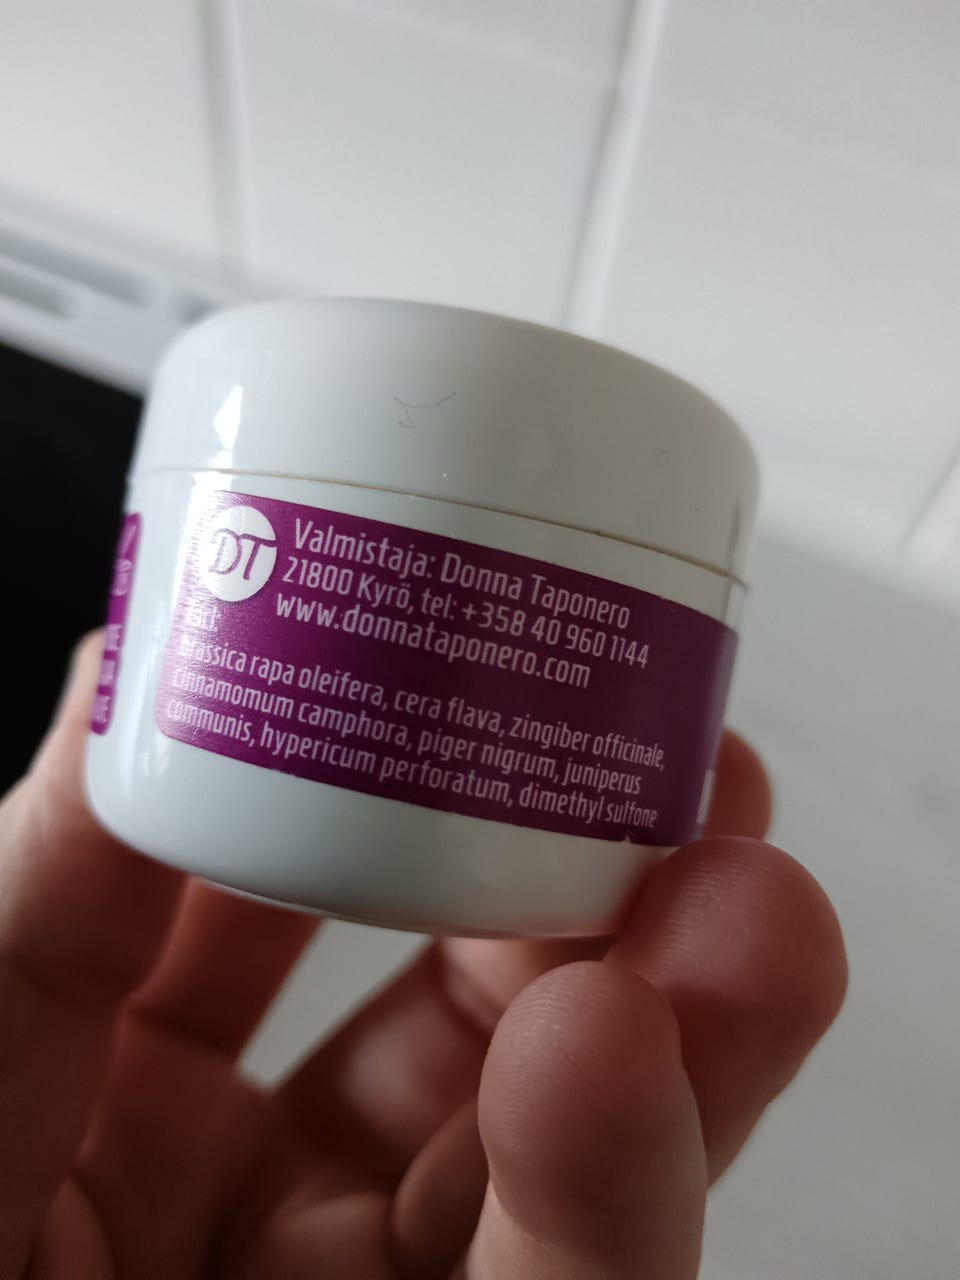 DT
Valmistaja: Donna Taponero
21800 Kyrö, tel: +358 40 960 1144
www.donnataponero.com
brassica rapa oleifera, cera flava, zingiber officinale,
cinnamomum camphora, piger nigrum, juniperus
communis, hypericum perforatum, dimethyl sulfone